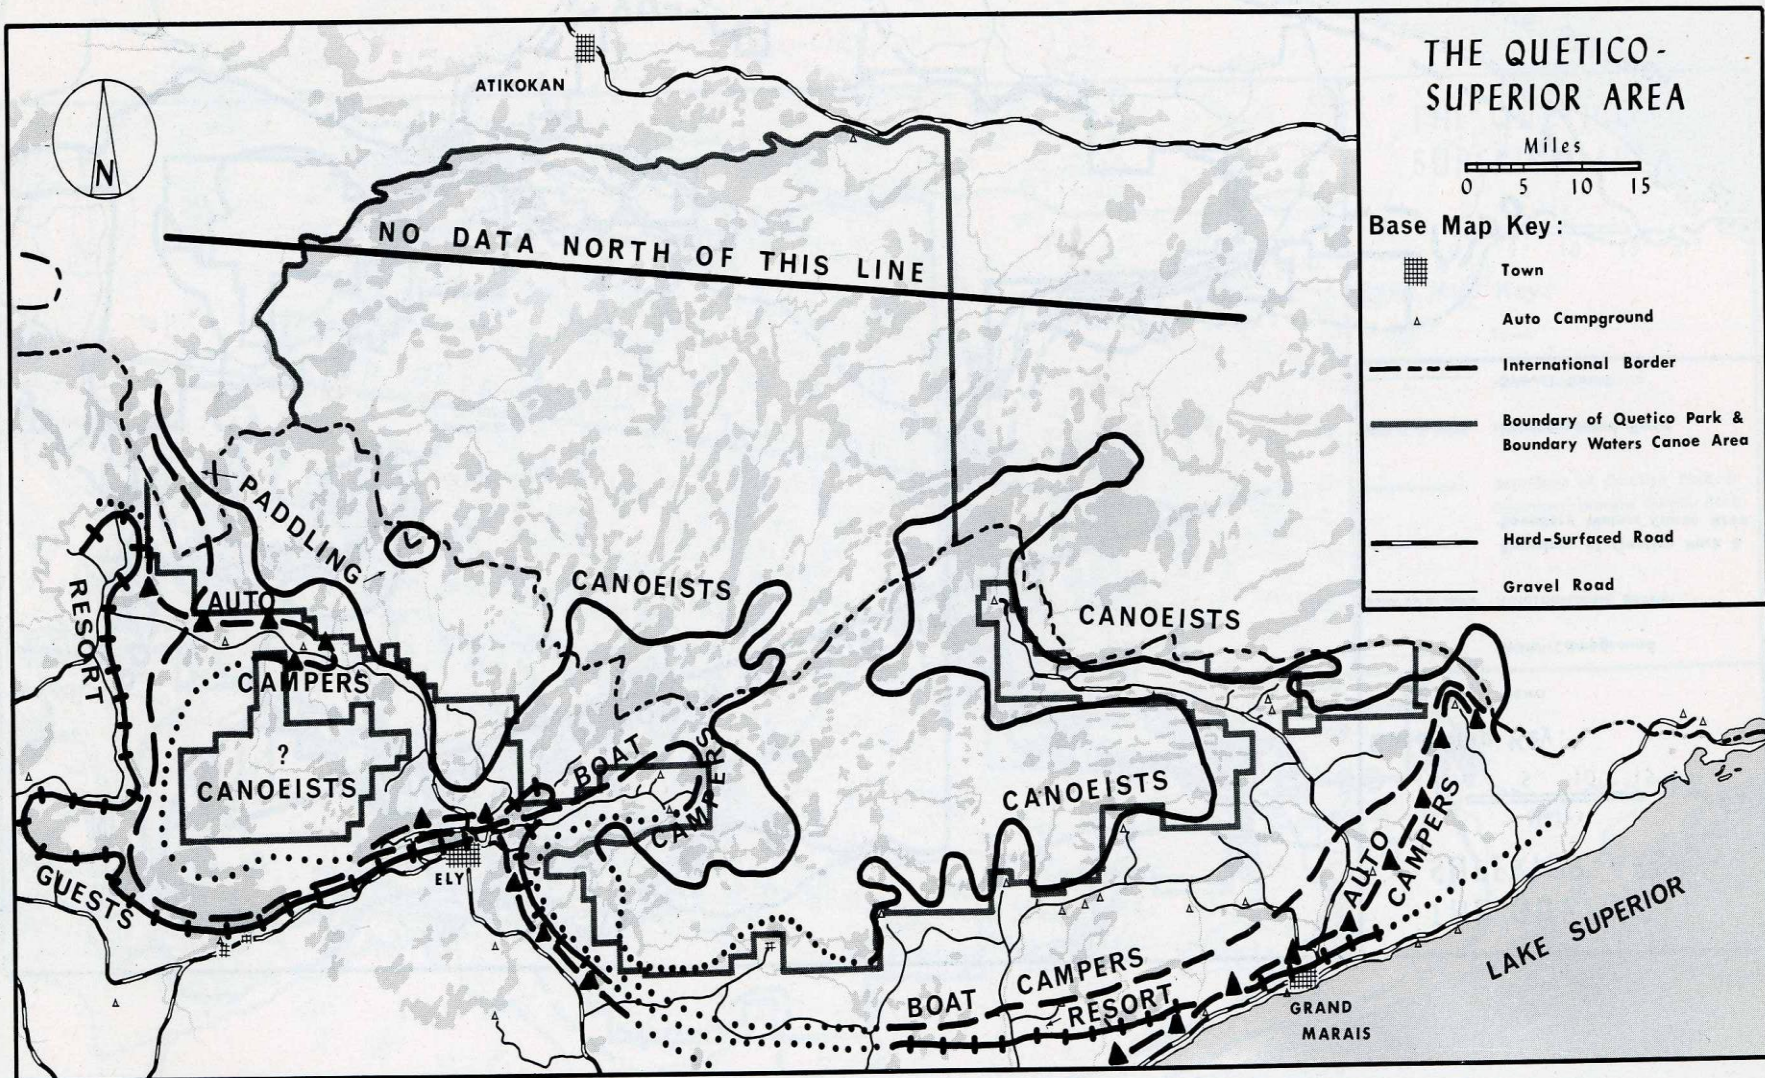 THE QUETICO-
SUPERIOR AREA
Miles
0 5 10 15
Base Map Key:
Town
Auto Campground
International Border
Boundary of Quetico Park &
Boundary Waters Canoe Area
Hard-Surfaced Road
Gravel Road
ATIKOKAN
N
NO DATA NORTH OF THIS LINE
PADDLING
CANOEISTS
CANOEISTS
RESORT
AUTO
CAMPERS
?
CANOEISTS
BOAT
CAMPERS
CANOEISTS
GUESTS
ELY
AUTO
CAMPERS
LAKE SUPERIOR
BOAT CAMPERS
RESORT
GRAND
MARAIS